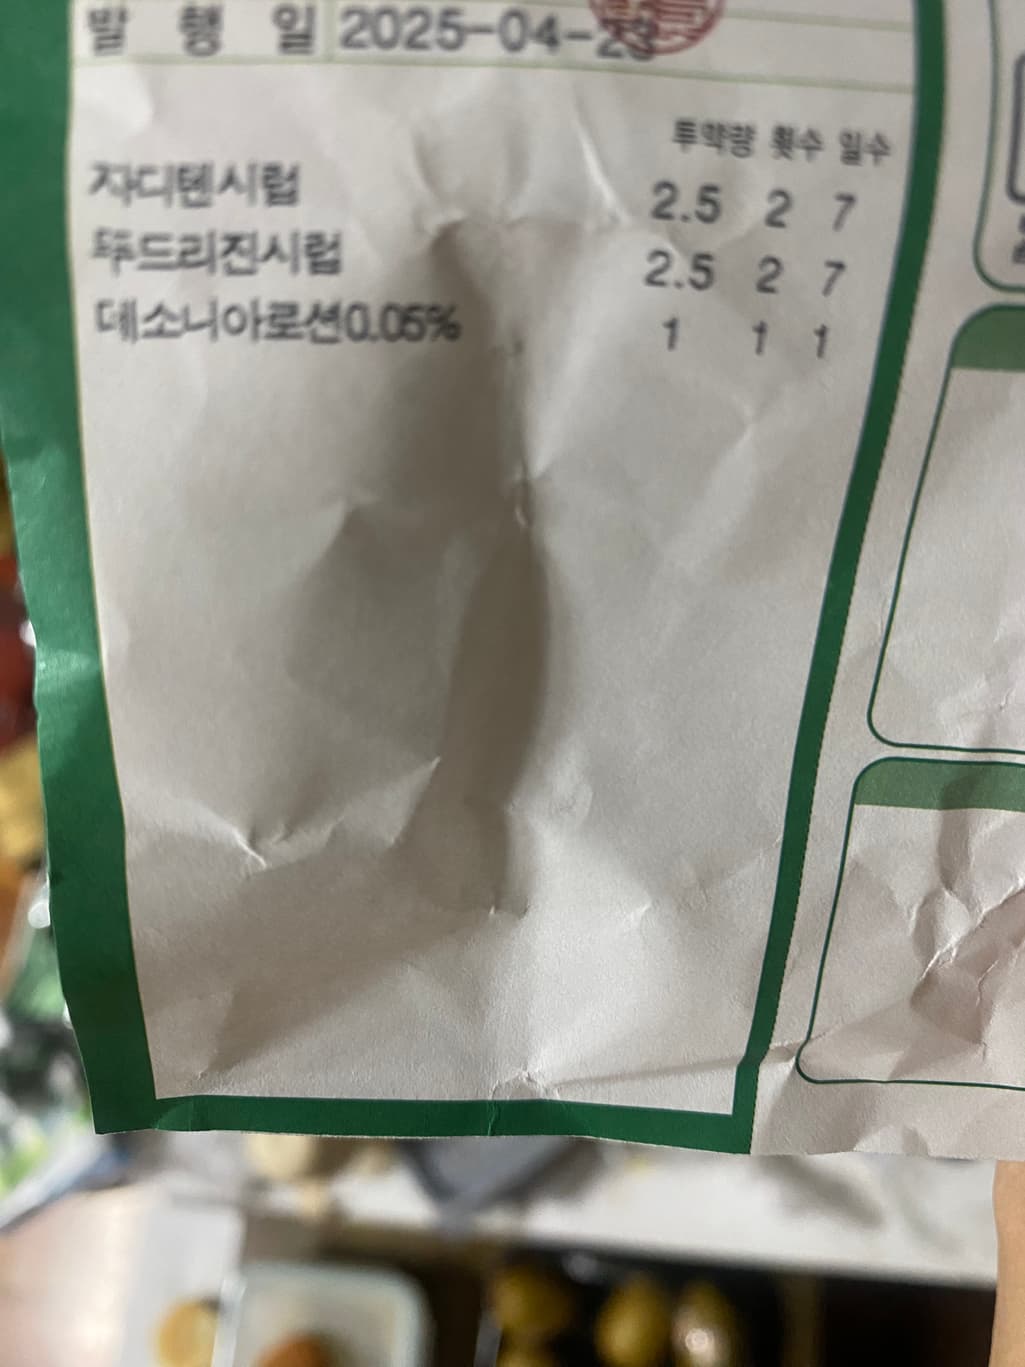 발 행 일 2025-04-23
투약량 횟수 일수
자디텐시럽 2.5 2 7
푸드리진시럽 2.5 2 7
데소니아로션0.05% 1 1 1